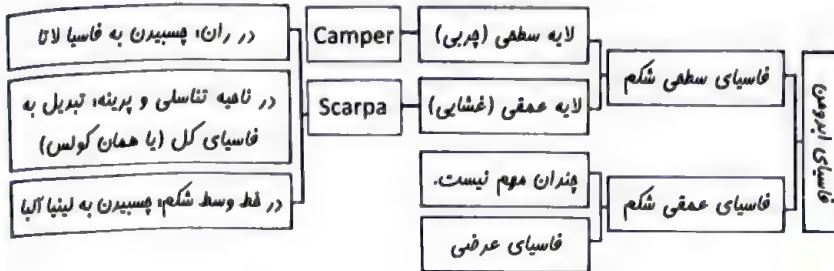 فاسیای ابدومن
فاسیای سطحی شکم
لایه سطحی (چربی)
Camper
لایه عمقی (غشایی)
Scarpa
در ران: چسبیدن به فاسیا لاتا
در ناحیه تناسلی و پرینه: تبدیل به
فاسیای کل (یا همان کولس)
در خط وسط شکم: چسبیدن به لینیا آلبا
فاسیای عمقی شکم
چندان مهم نیست.
فاسیای عرضی